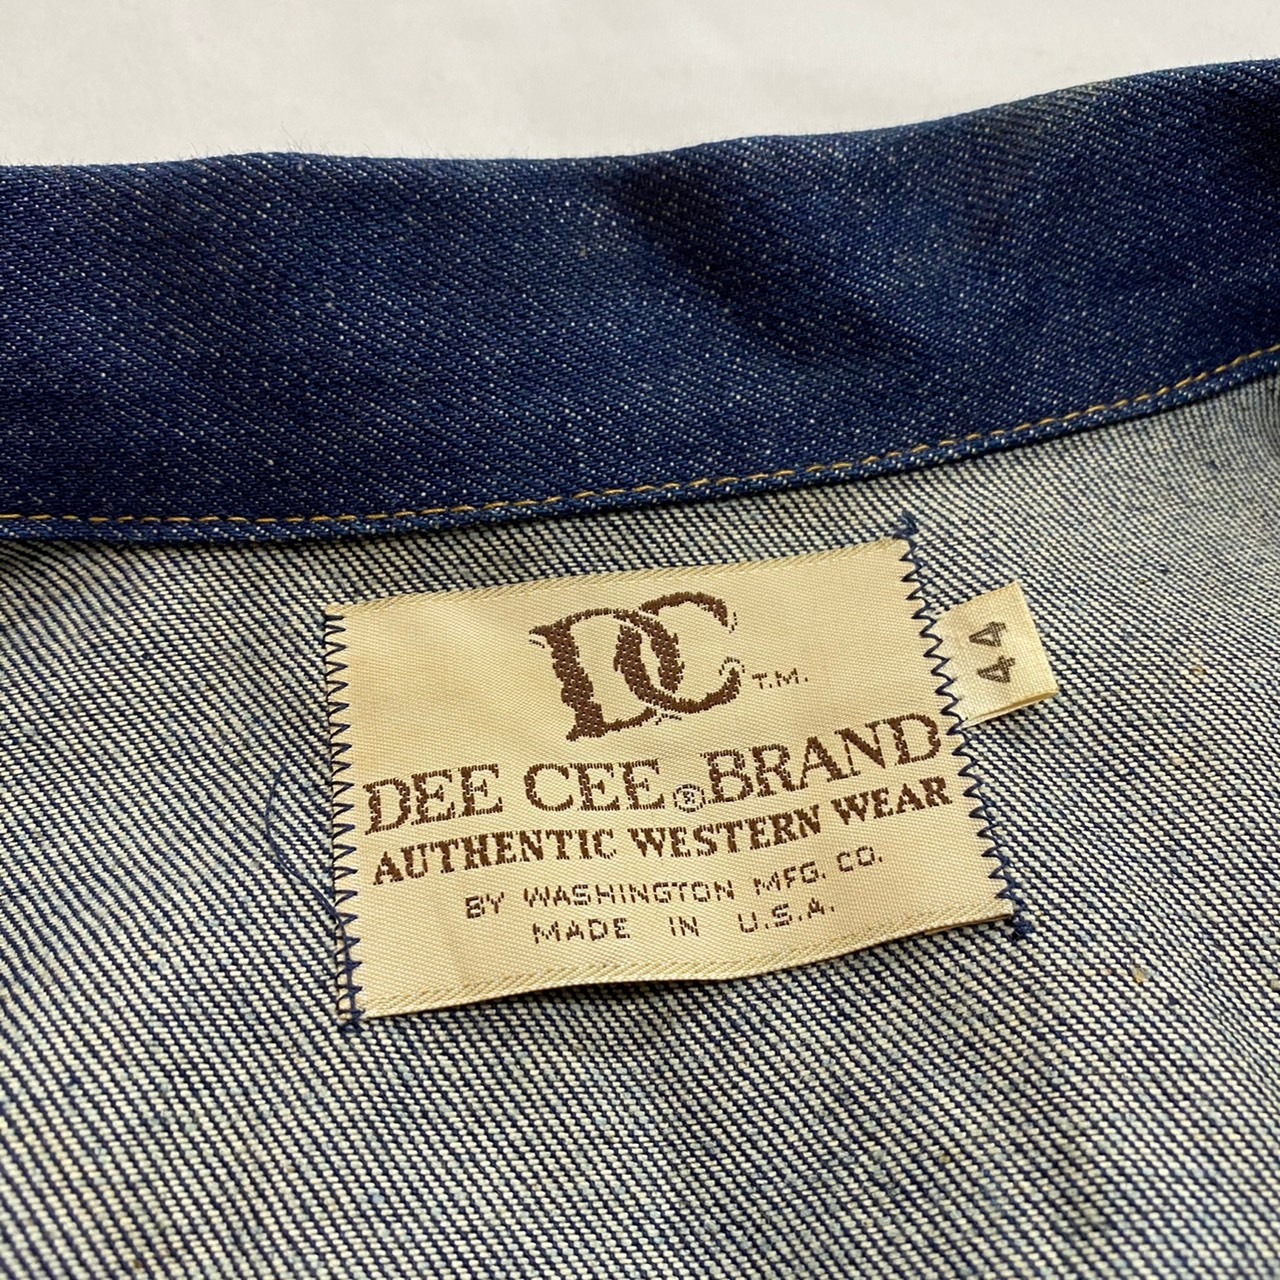 DC T.M.
DEE CEE ® BRAND
AUTHENTIC WESTERN WEAR
BY WASHINGTON MFG. CO.
MADE IN U.S.A.
44